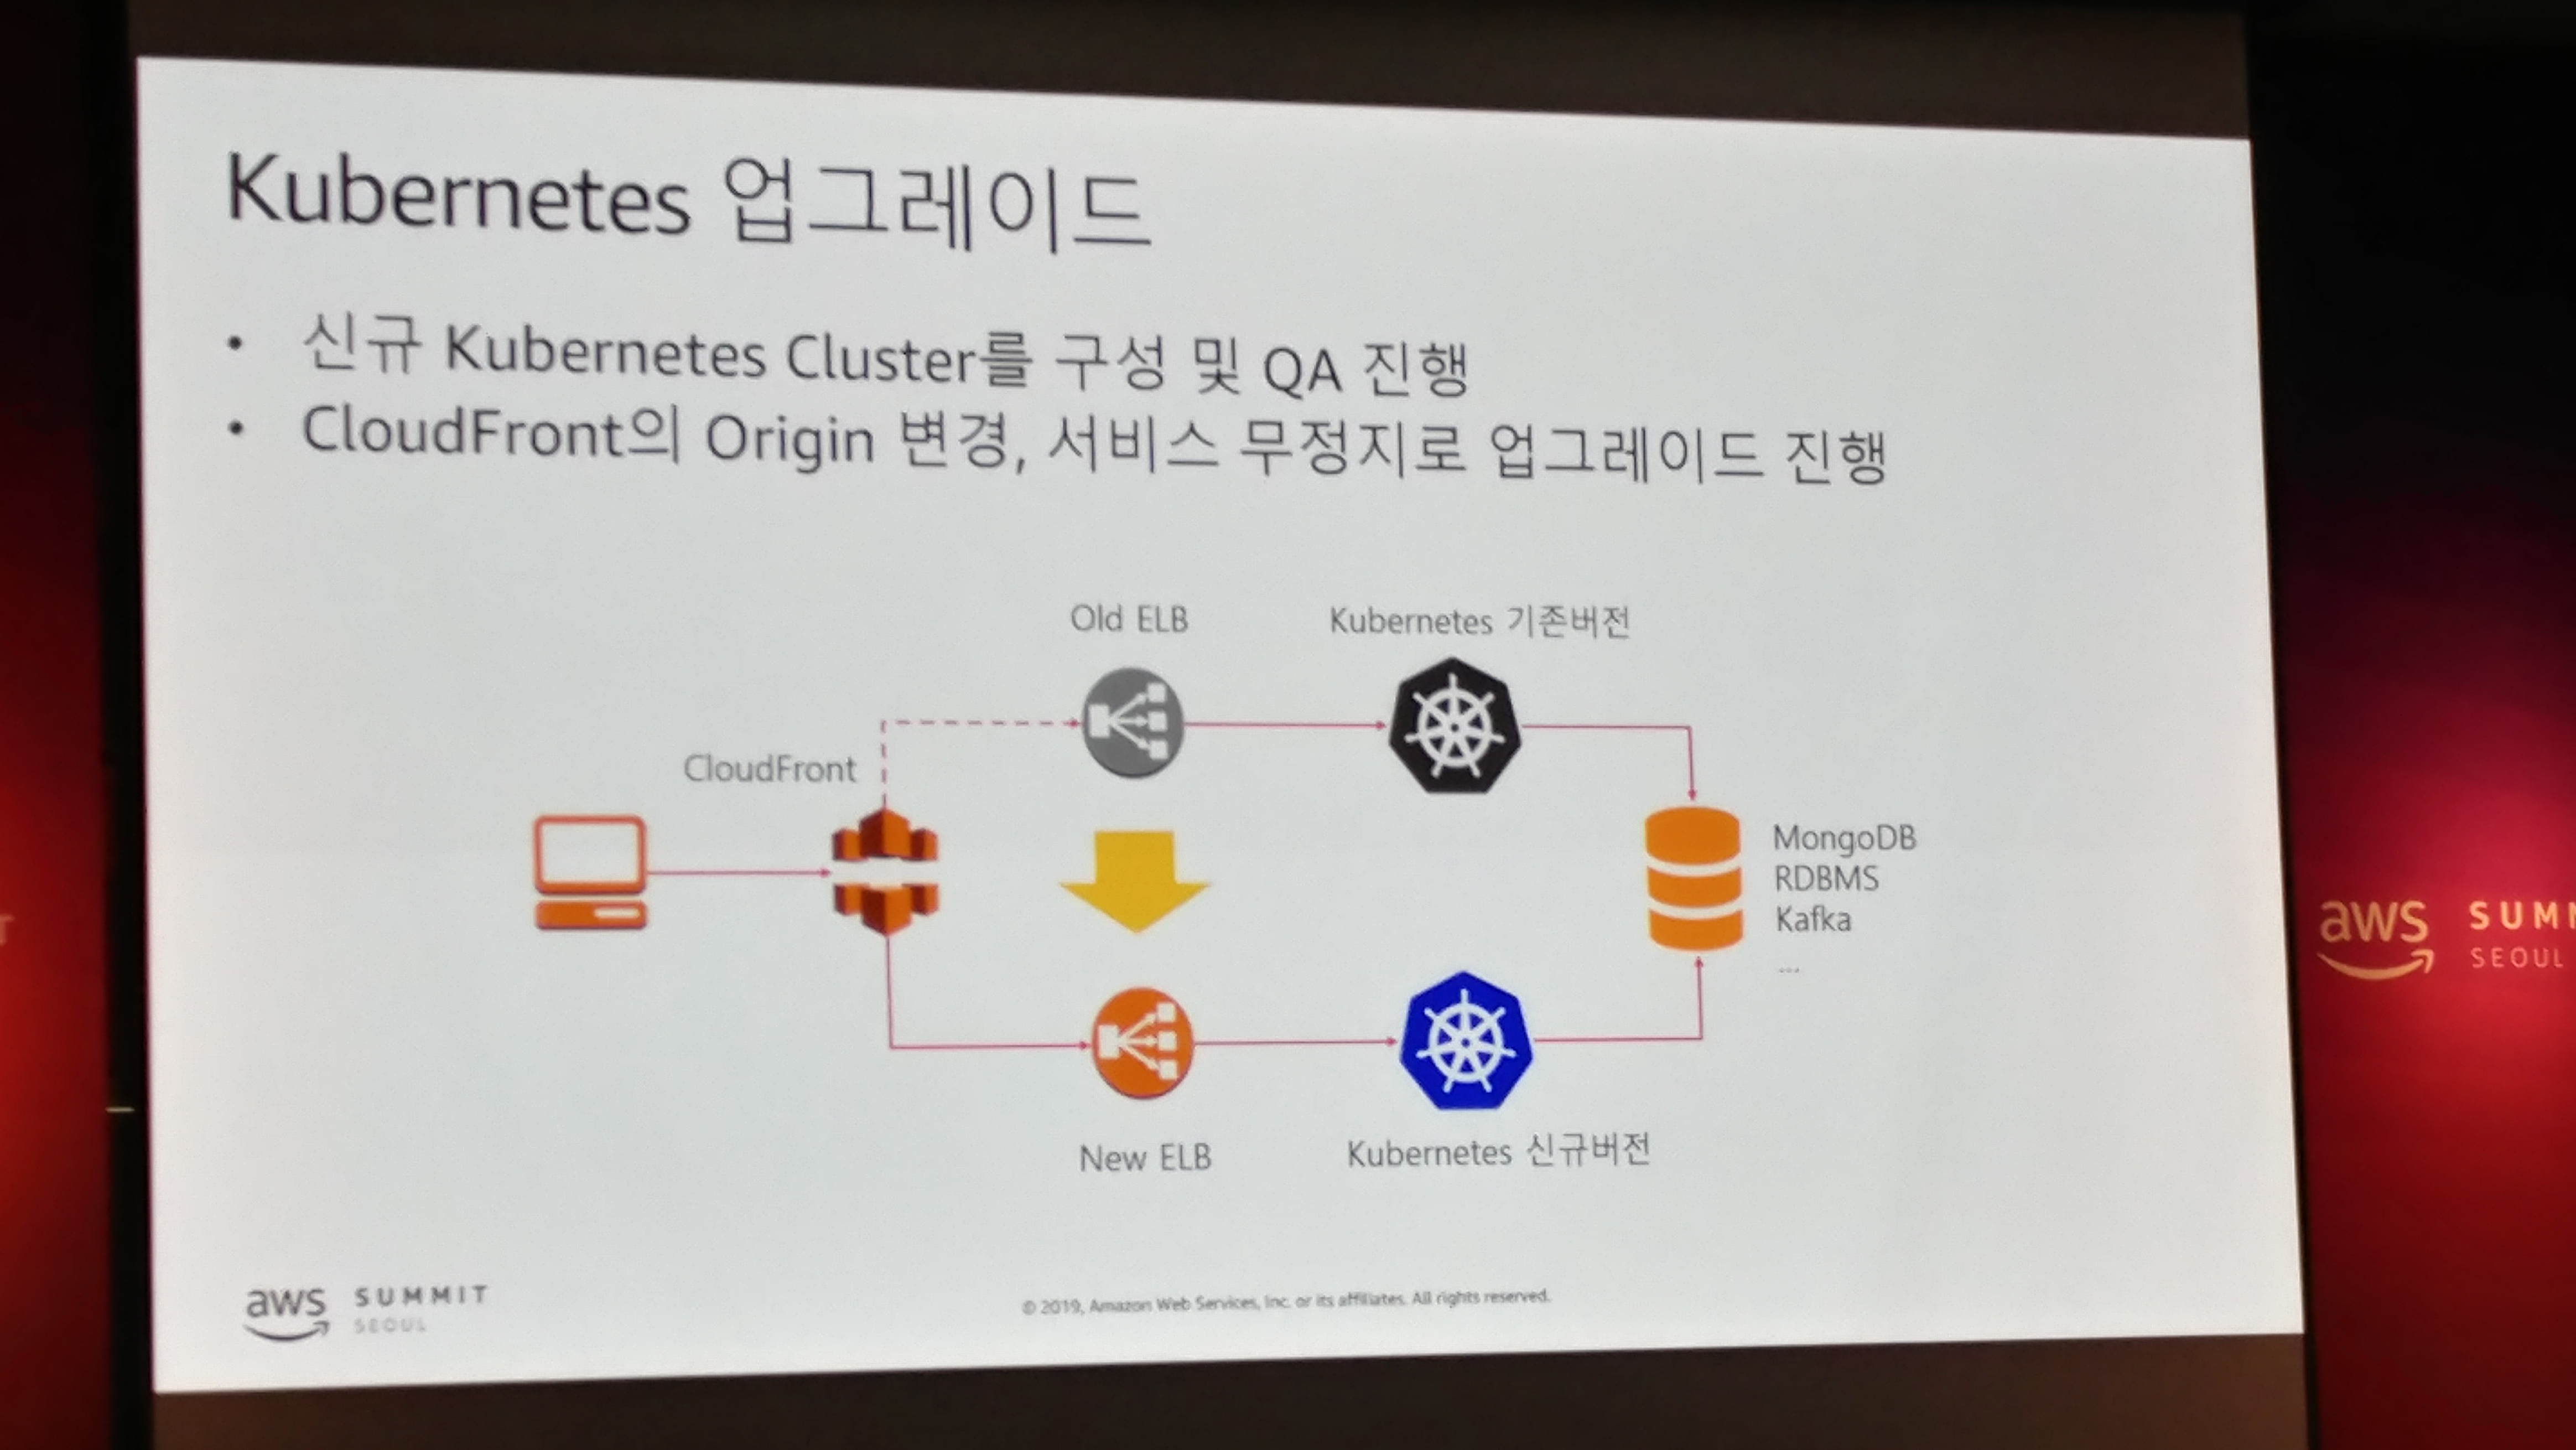 Kubernetes 업그레이드
• 신규 Kubernetes Cluster를 구성 및 QA 진행
• CloudFront의 Origin 변경, 서비스 무정지로 업그레이드 진행
Old ELB
Kubernetes 기존버전
CloudFront
MongoDB
RDBMS
Kafka
...
New ELB
Kubernetes 신규버전
aws SUMMIT
SEOUL
© 2019, Amazon Web Services, Inc. or its affiliates. All rights reserved.
aws SUMM
SEOUL
T